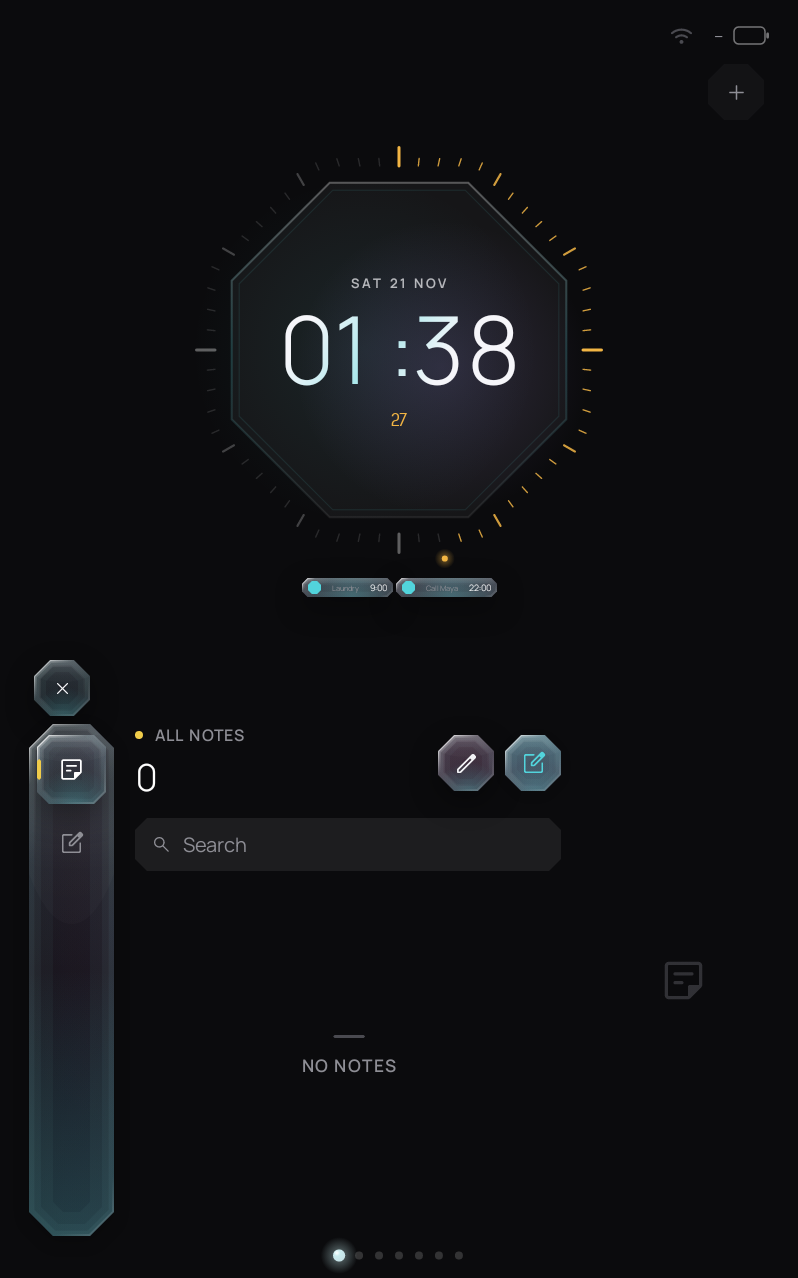 SAT 21 NOV
01 :38
27
Laundry 9:00 Call Maya 22:00
ALL NOTES
0
Search
NO NOTES